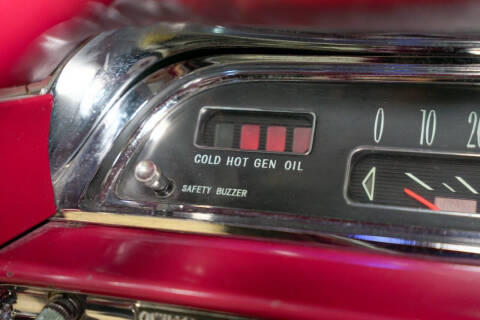 0 10 20
COLD HOT GEN OIL
SAFETY BUZZER